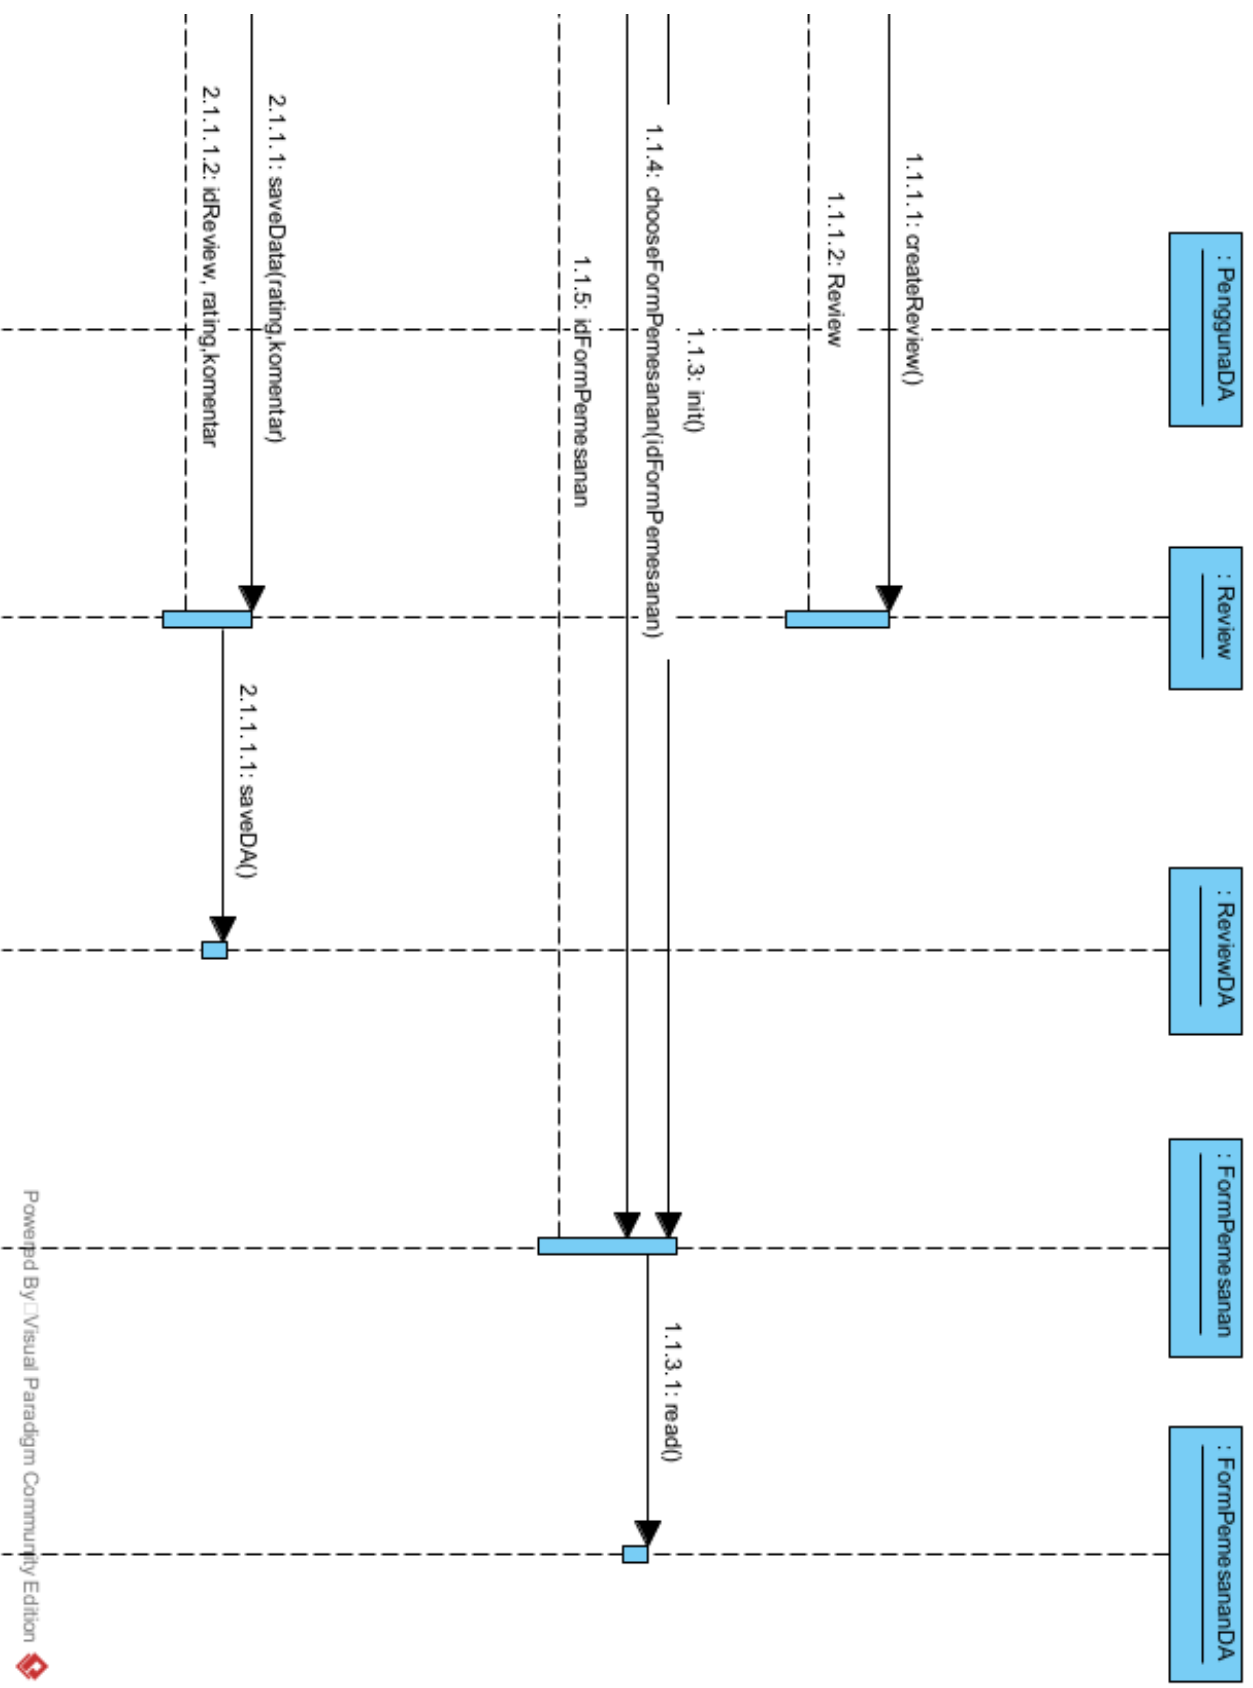 : PenggunaDA
: Review
: ReviewDA
: FormPemesanan
: FormPemesananDA
1.1.1.1: createReview()
1.1.1.2: Review
1.1.3: init()
1.1.4: chooseFormPemesanan(idFormPemesanan)
1.1.3.1: read()
1.1.5: idFormPemesanan
2.1.1.1: saveData(rating,komentar)
2.1.1.1.1: saveDA()
2.1.1.1.2: idReview, rating,komentar
Powered By Visual Paradigm Community Edition